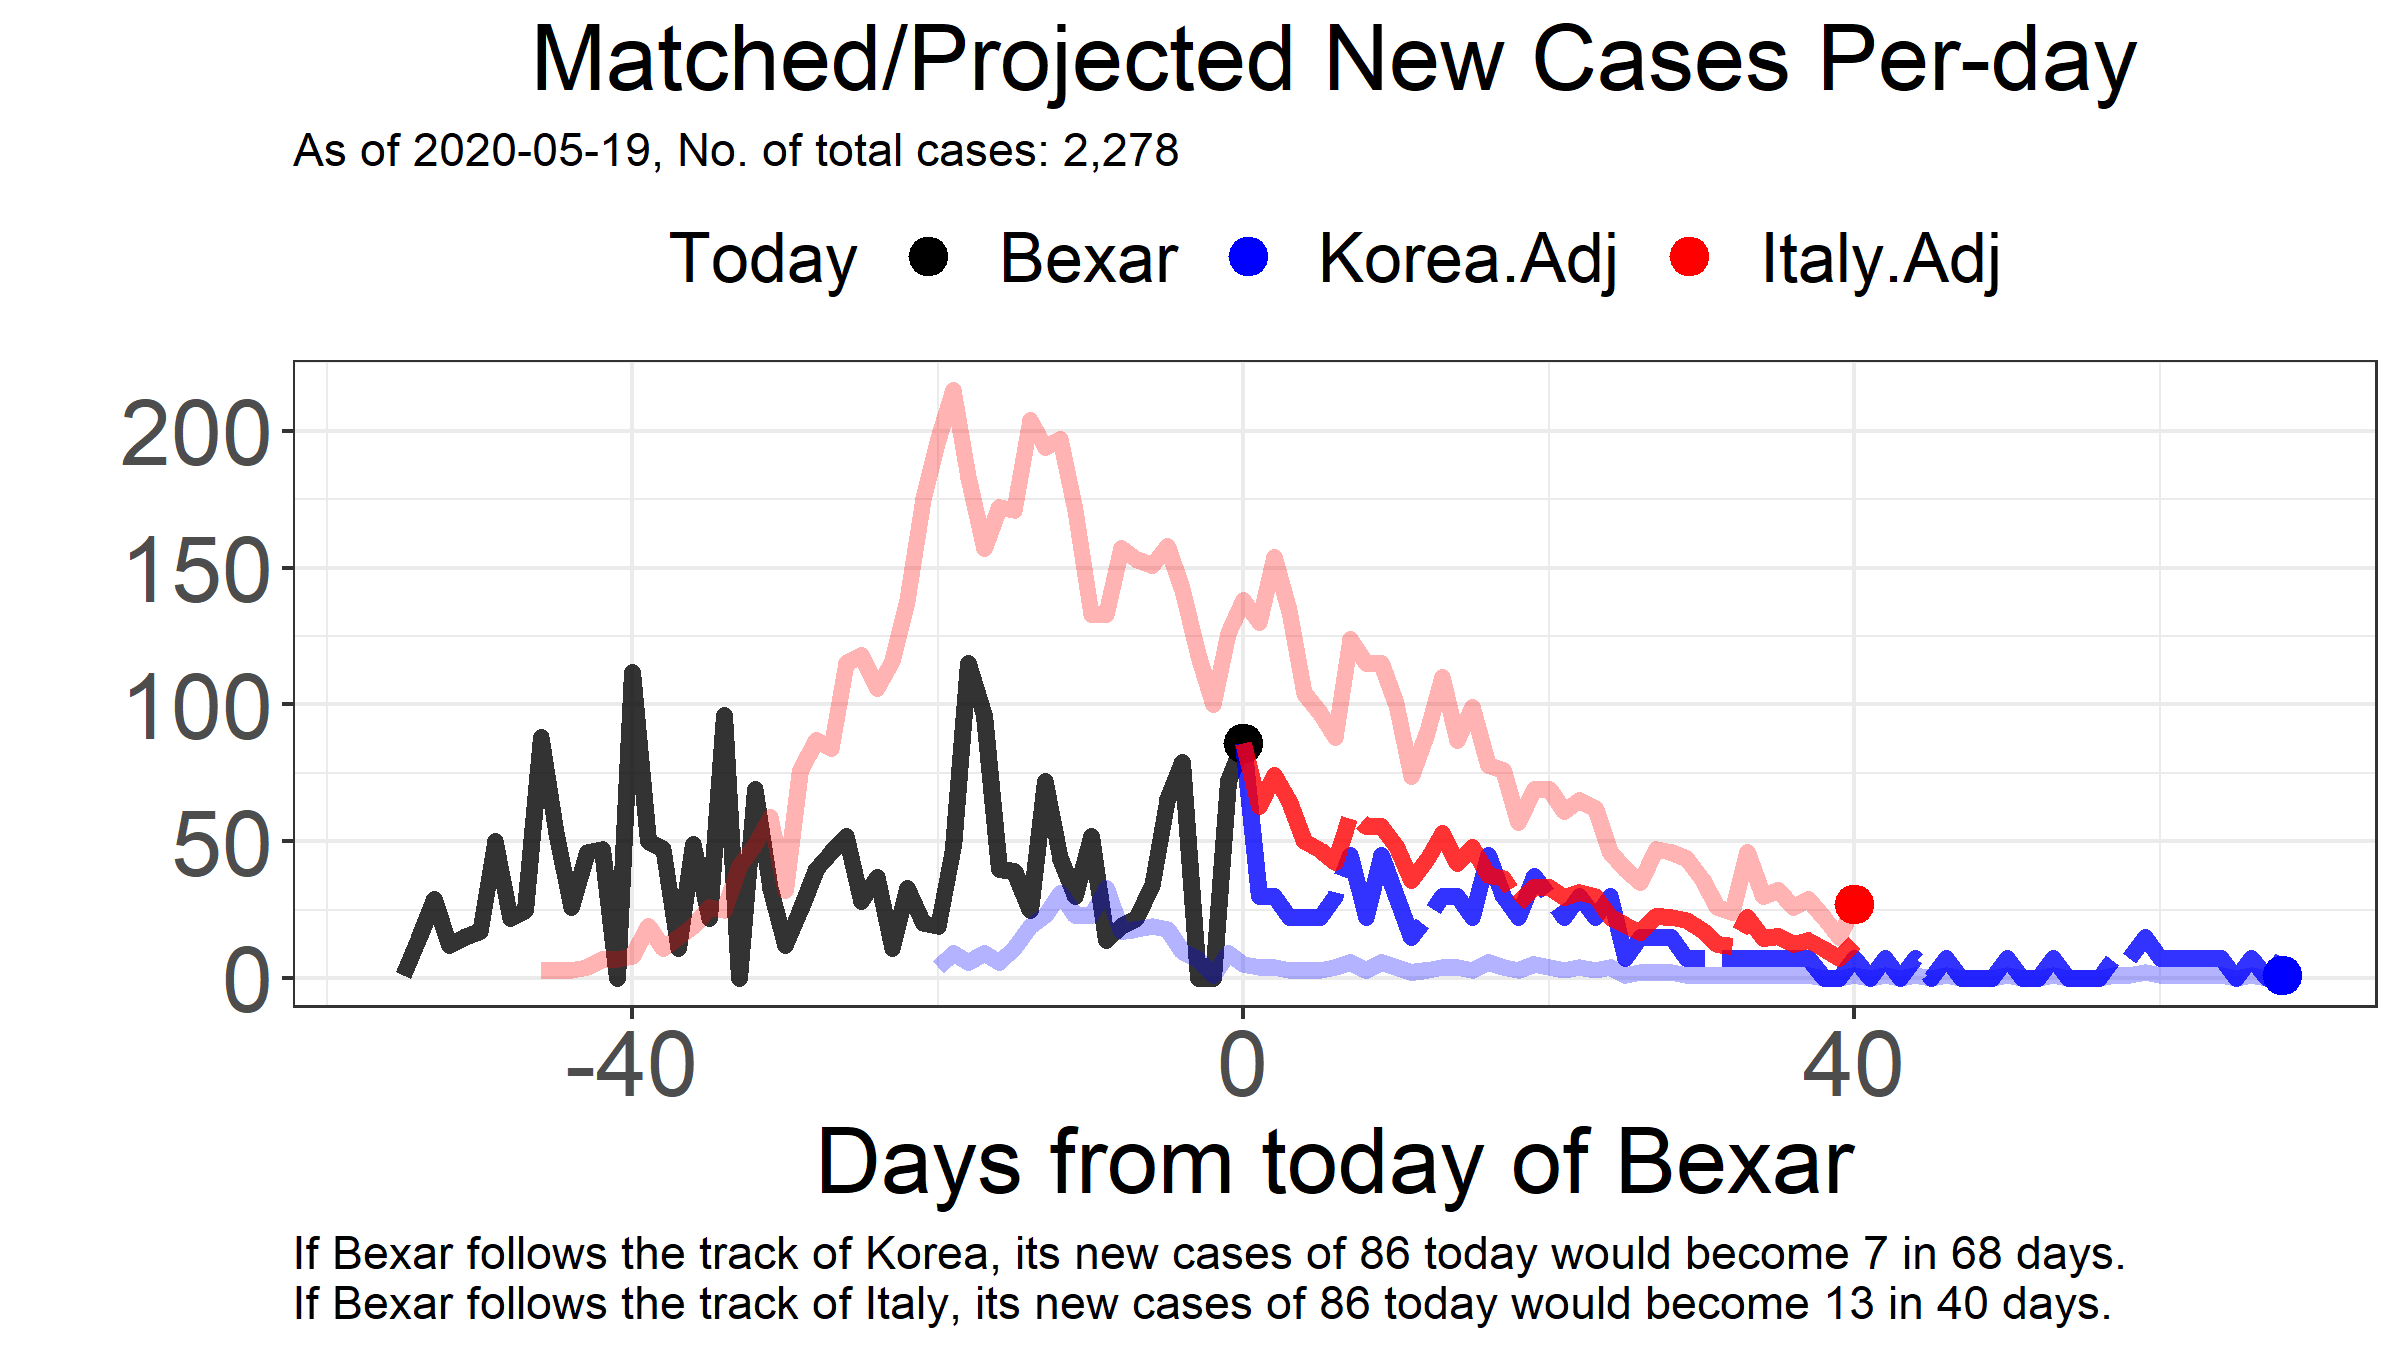 Matched/Projected New Cases Per-day
As of 2020-05-19, No. of total cases: 2,278
Today Bexar Korea.Adj Italy.Adj
200
150
100
50
0
-40 0 40
Days from today of Bexar
If Bexar follows the track of Korea, its new cases of 86 today would become 7 in 68 days.
If Bexar follows the track of Italy, its new cases of 86 today would become 13 in 40 days.